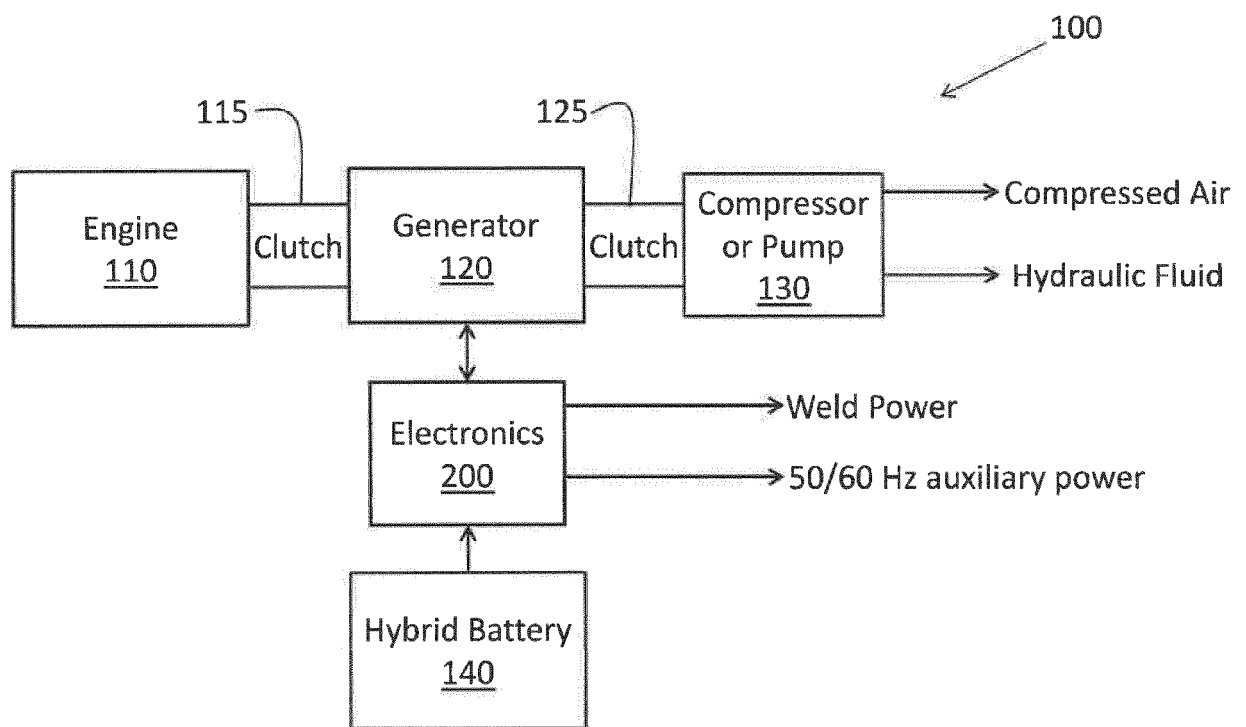 100
115
125
Engine
110
Clutch
Generator
120
Clutch
Compressor
or Pump
130
Compressed Air
Hydraulic Fluid
Electronics
200
Weld Power
50/60 Hz auxiliary power
Hybrid Battery
140